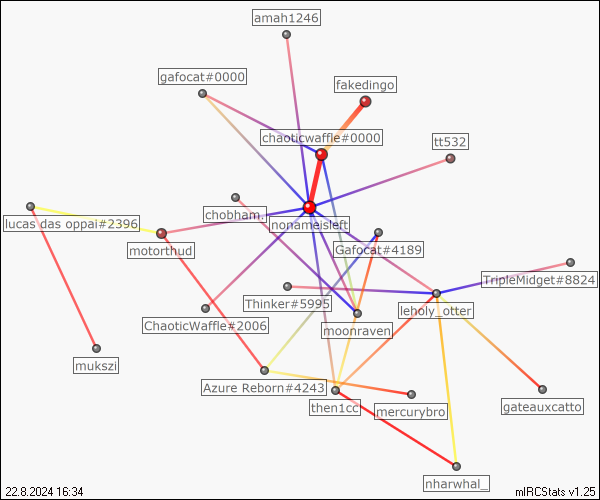 amah1246
gafocat#0000
fakedingo
chaoticwaffle#0000
tt532
chobham.
lucas das oppai#2396
nonameisleft
motorthud
Gafocat#4189
TripleMidget#8824
Thinker#5995
leholy_otter
ChaoticWaffle#2006
moonraven
mukszi
Azure Reborn#4243
then1cc
mercurybro
gateauxcatto
nharwhal_
22.8.2024 16:34
mIRCStats v1.25